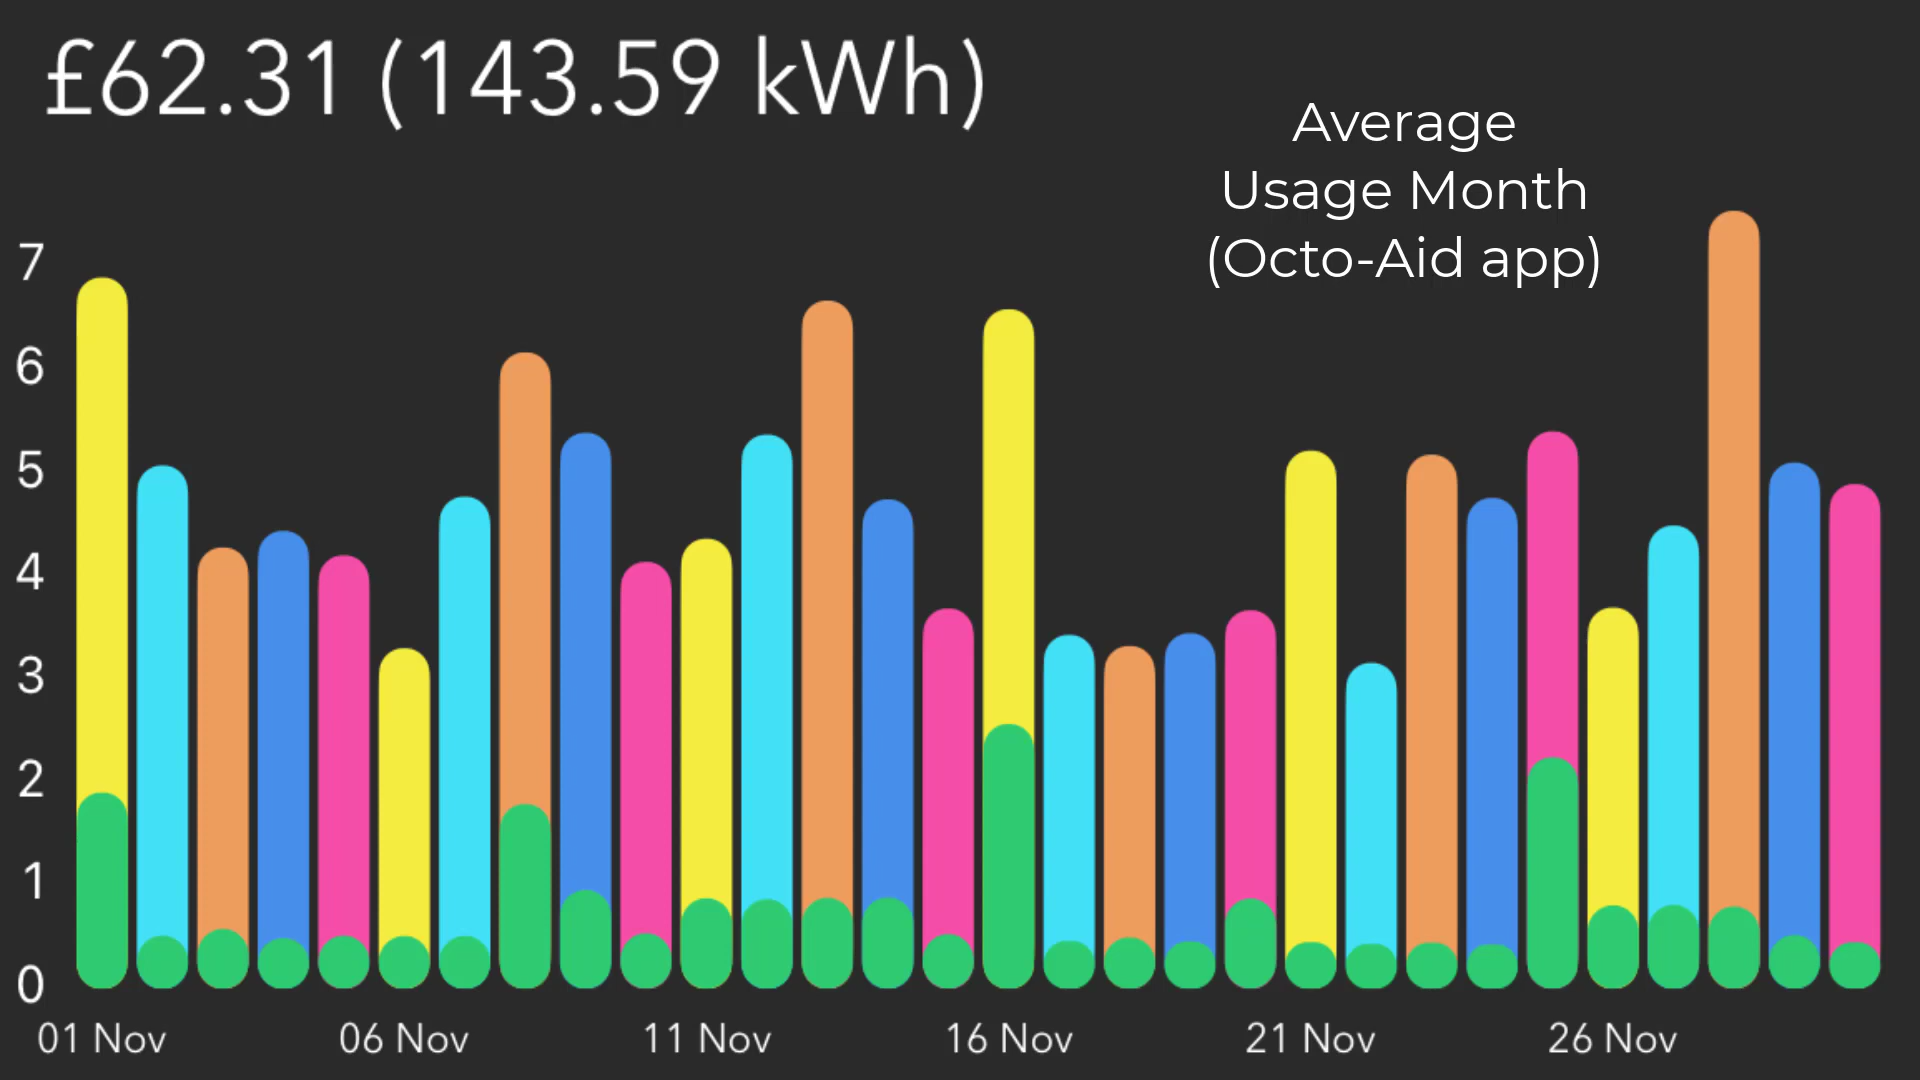 £62.31 (143.59 kWh)
Average
Usage Month
(Octo-Aid app)
7
6
5
4
3
2
1
0
01 Nov
06 Nov
11 Nov
16 Nov
21 Nov
26 Nov